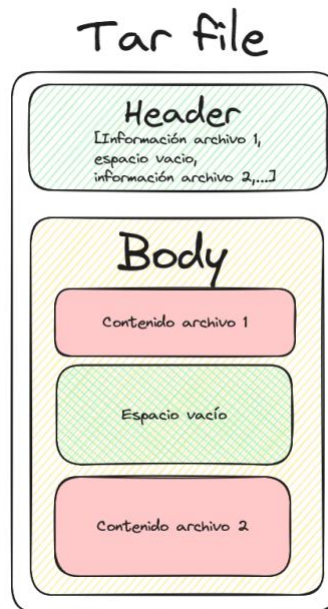 Tar file
Header
[Información archivo 1,
espacio vacio,
información archivo 2,...]
Body
Contenido archivo 1
Espacio vacío
Contenido archivo 2